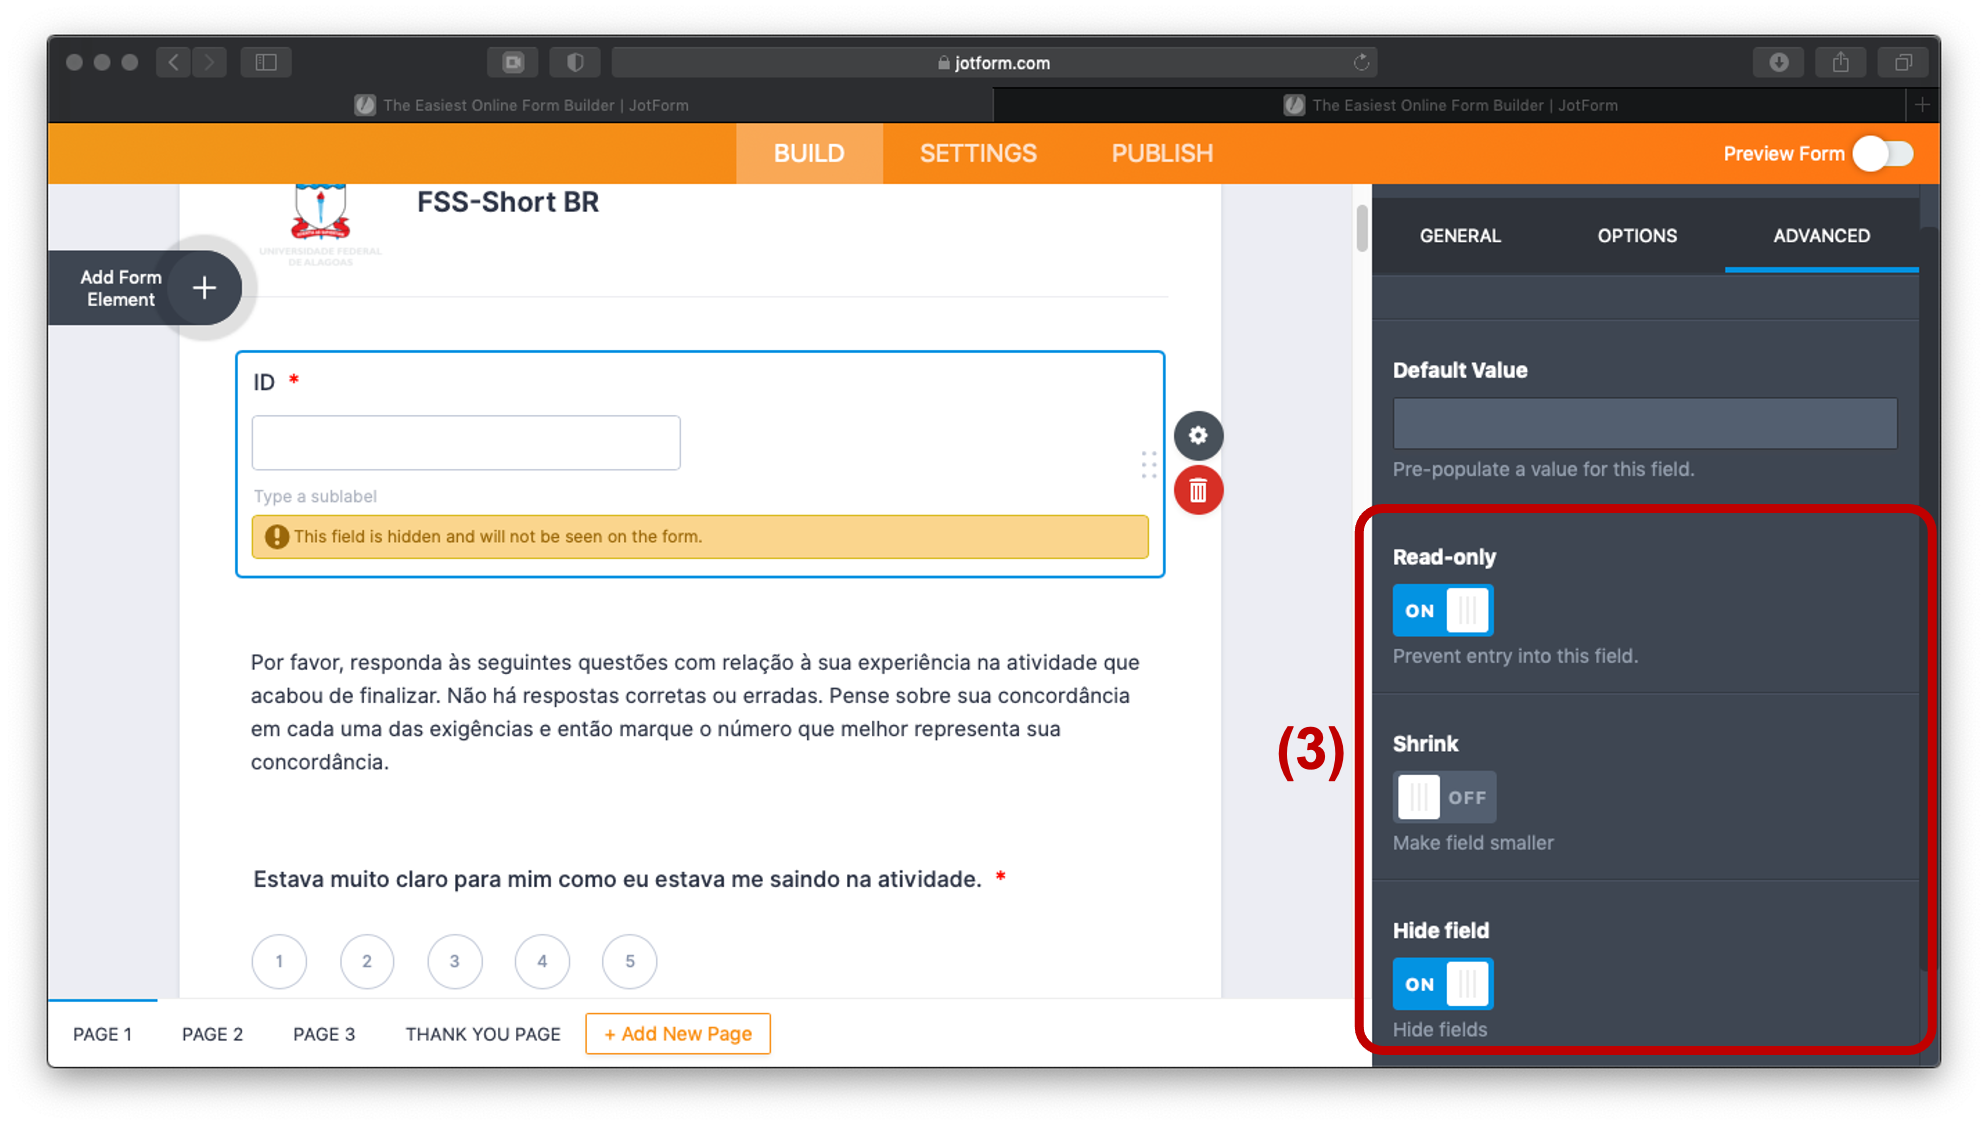 jotform.com
The Easiest Online Form Builder | JotForm
The Easiest Online Form Builder | JotForm
BUILD
SETTINGS
PUBLISH
Preview Form
FSS-Short BR
UNIVERSIDADE FEDERAL
DE ALAGOAS
Add Form
Element
ID *
Type a sublabel
This field is hidden and will not be seen on the form.
Por favor, responda às seguintes questões com relação à sua experiência na atividade que
acabou de finalizar. Não há respostas corretas ou erradas. Pense sobre sua concordância
em cada uma das exigências e então marque o número que melhor representa sua
concordância.
Estava muito claro para mim como eu estava me saindo na atividade. *
1 2 3 4 5
PAGE 1
PAGE 2
PAGE 3
THANK YOU PAGE
+ Add New Page
GENERAL
OPTIONS
ADVANCED
Default Value
Pre-populate a value for this field.
(3)
Read-only
ON
Prevent entry into this field.
Shrink
OFF
Make field smaller
Hide field
ON
Hide fields